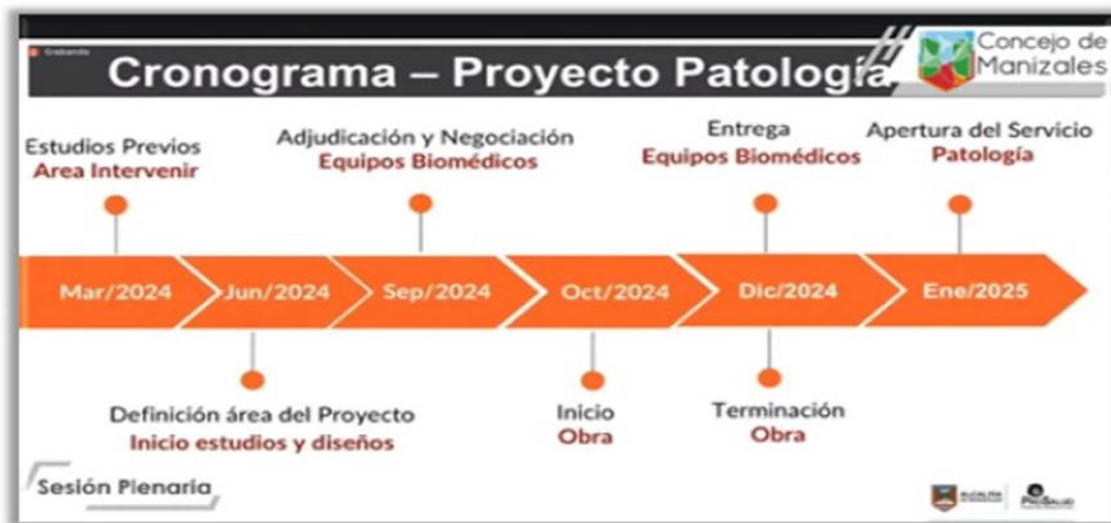 Grabando
Cronograma – Proyecto Patología
Concejo de
Manizales
Estudios Previos
Area Intervenir
Adjudicación y Negociación
Equipos Biomédicos
Entrega
Equipos Biomédicos
Apertura del Servicio
Patología
Mar/2024
Jun/2024
Sep/2024
Oct/2024
Dic/2024
Ene/2025
Definición área del Proyecto
Inicio estudios y diseños
Inicio
Obra
Terminación
Obra
Sesión Plenaria
ALCALDÍA